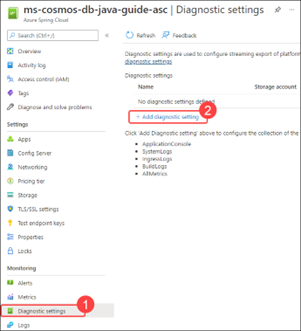 ms-cosmos-db-java-guide-asc | Diagnostic settings
Azure Spring Cloud
Search (Ctrl+/)
Overview
Activity log
Access control (IAM)
Tags
Diagnose and solve problems
Settings
Apps
Config Server
Networking
Pricing tier
Storage
TLS/SSL settings
Test endpoint keys
Properties
Locks
Monitoring
Alerts
Metrics
Diagnostic settings
1
Logs
Refresh
Feedback
Diagnostic settings are used to configure streaming export of platfor
diagnostic settings
Diagnostic settings
Name Storage account
No diagnostic settings defined
2
+ Add diagnostic setting
Click 'Add Diagnostic setting' above to configure the collection of the
• ApplicationConsole
• SystemLogs
• IngressLogs
• BuildLogs
• AllMetrics